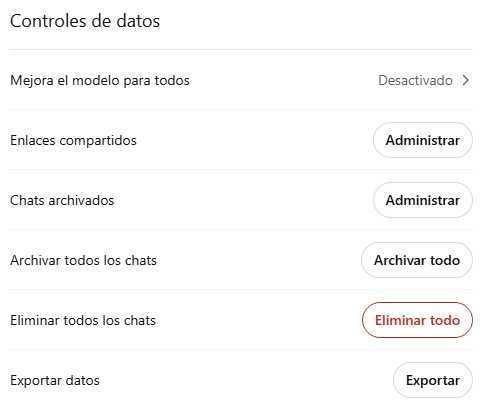 Controles de datos
Mejora el modelo para todos Desactivado
Enlaces compartidos Administrar
Chats archivados Administrar
Archivar todos los chats Archivar todo
Eliminar todos los chats Eliminar todo
Exportar datos Exportar